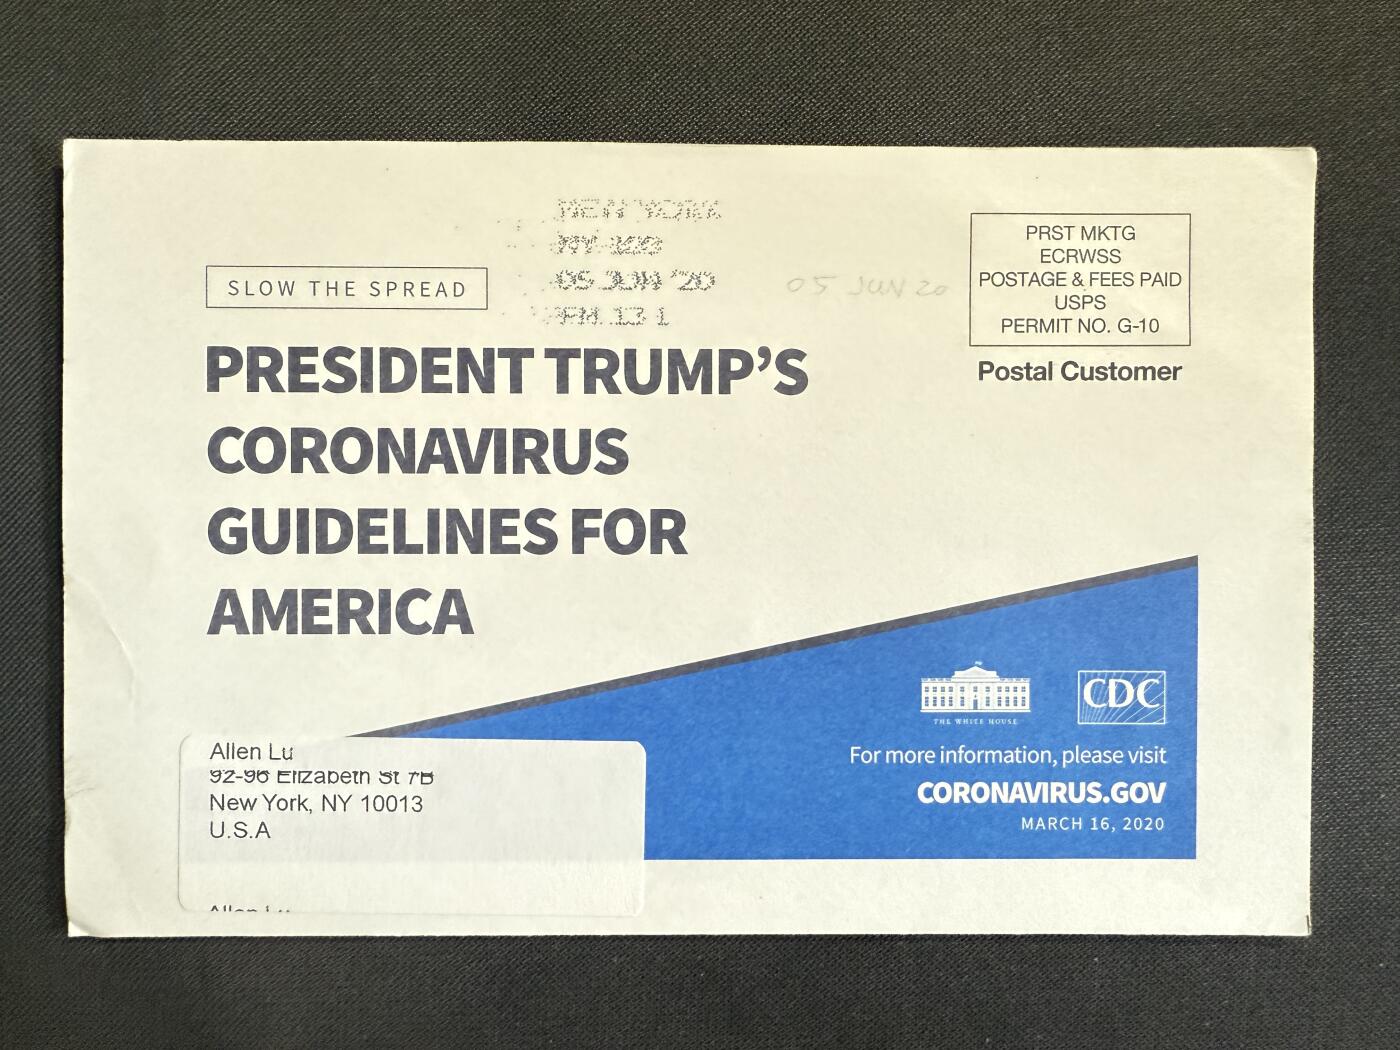 NEW YORK
NY 100
05 JUN '20
PM 13 1
05 JUN 20
SLOW THE SPREAD
PRST MKTG
ECRWSS
POSTAGE & FEES PAID
USPS
PERMIT NO. G-10
Postal Customer
PRESIDENT TRUMP'S
CORONAVIRUS
GUIDELINES FOR
AMERICA
THE WHITE HOUSE
CDC
For more information, please visit
CORONAVIRUS.GOV
MARCH 16, 2020
Allen Lu
92-96 Elizabeth St 7B
New York, NY 10013
U.S.A
Allen Lu